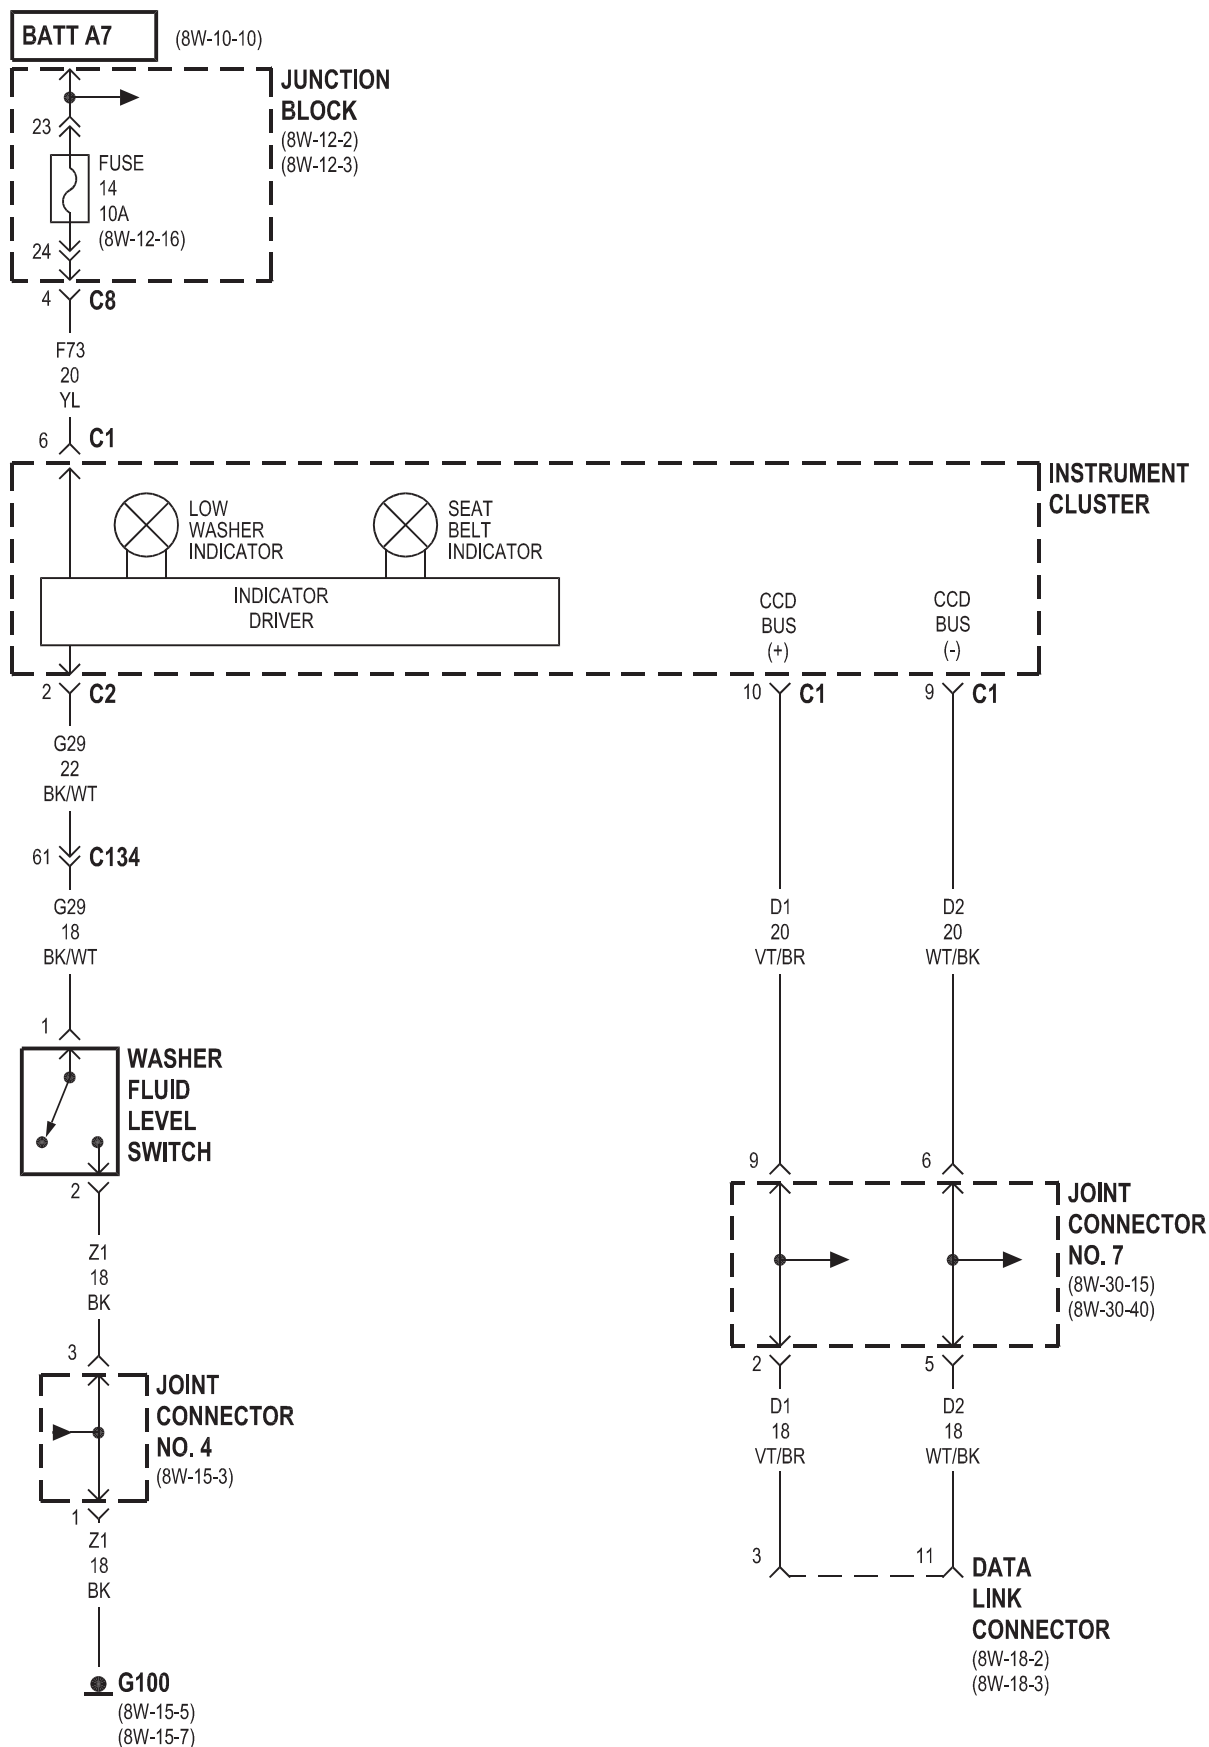 BATT A7
(8W-10-10)
JUNCTION
BLOCK
(8W-12-2)
(8W-12-3)
23
FUSE
14
10A
(8W-12-16)
24
4
C8
F73
20
YL
6
C1
INSTRUMENT
CLUSTER
LOW
WASHER
INDICATOR
SEAT
BELT
INDICATOR
INDICATOR
DRIVER
CCD
BUS
(+)
CCD
BUS
(-)
2
C2
10
C1
9
C1
G29
22
BK/WT
61
C134
G29
18
BK/WT
D1
20
VT/BR
D2
20
WT/BK
1
WASHER
FLUID
LEVEL
SWITCH
2
9
6
JOINT
CONNECTOR
NO. 7
(8W-30-15)
(8W-30-40)
Z1
18
BK
3
2
5
JOINT
CONNECTOR
NO. 4
(8W-15-3)
D1
18
VT/BR
D2
18
WT/BK
1
Z1
18
BK
3
11
DATA
LINK
CONNECTOR
(8W-18-2)
(8W-18-3)
G100
(8W-15-5)
(8W-15-7)